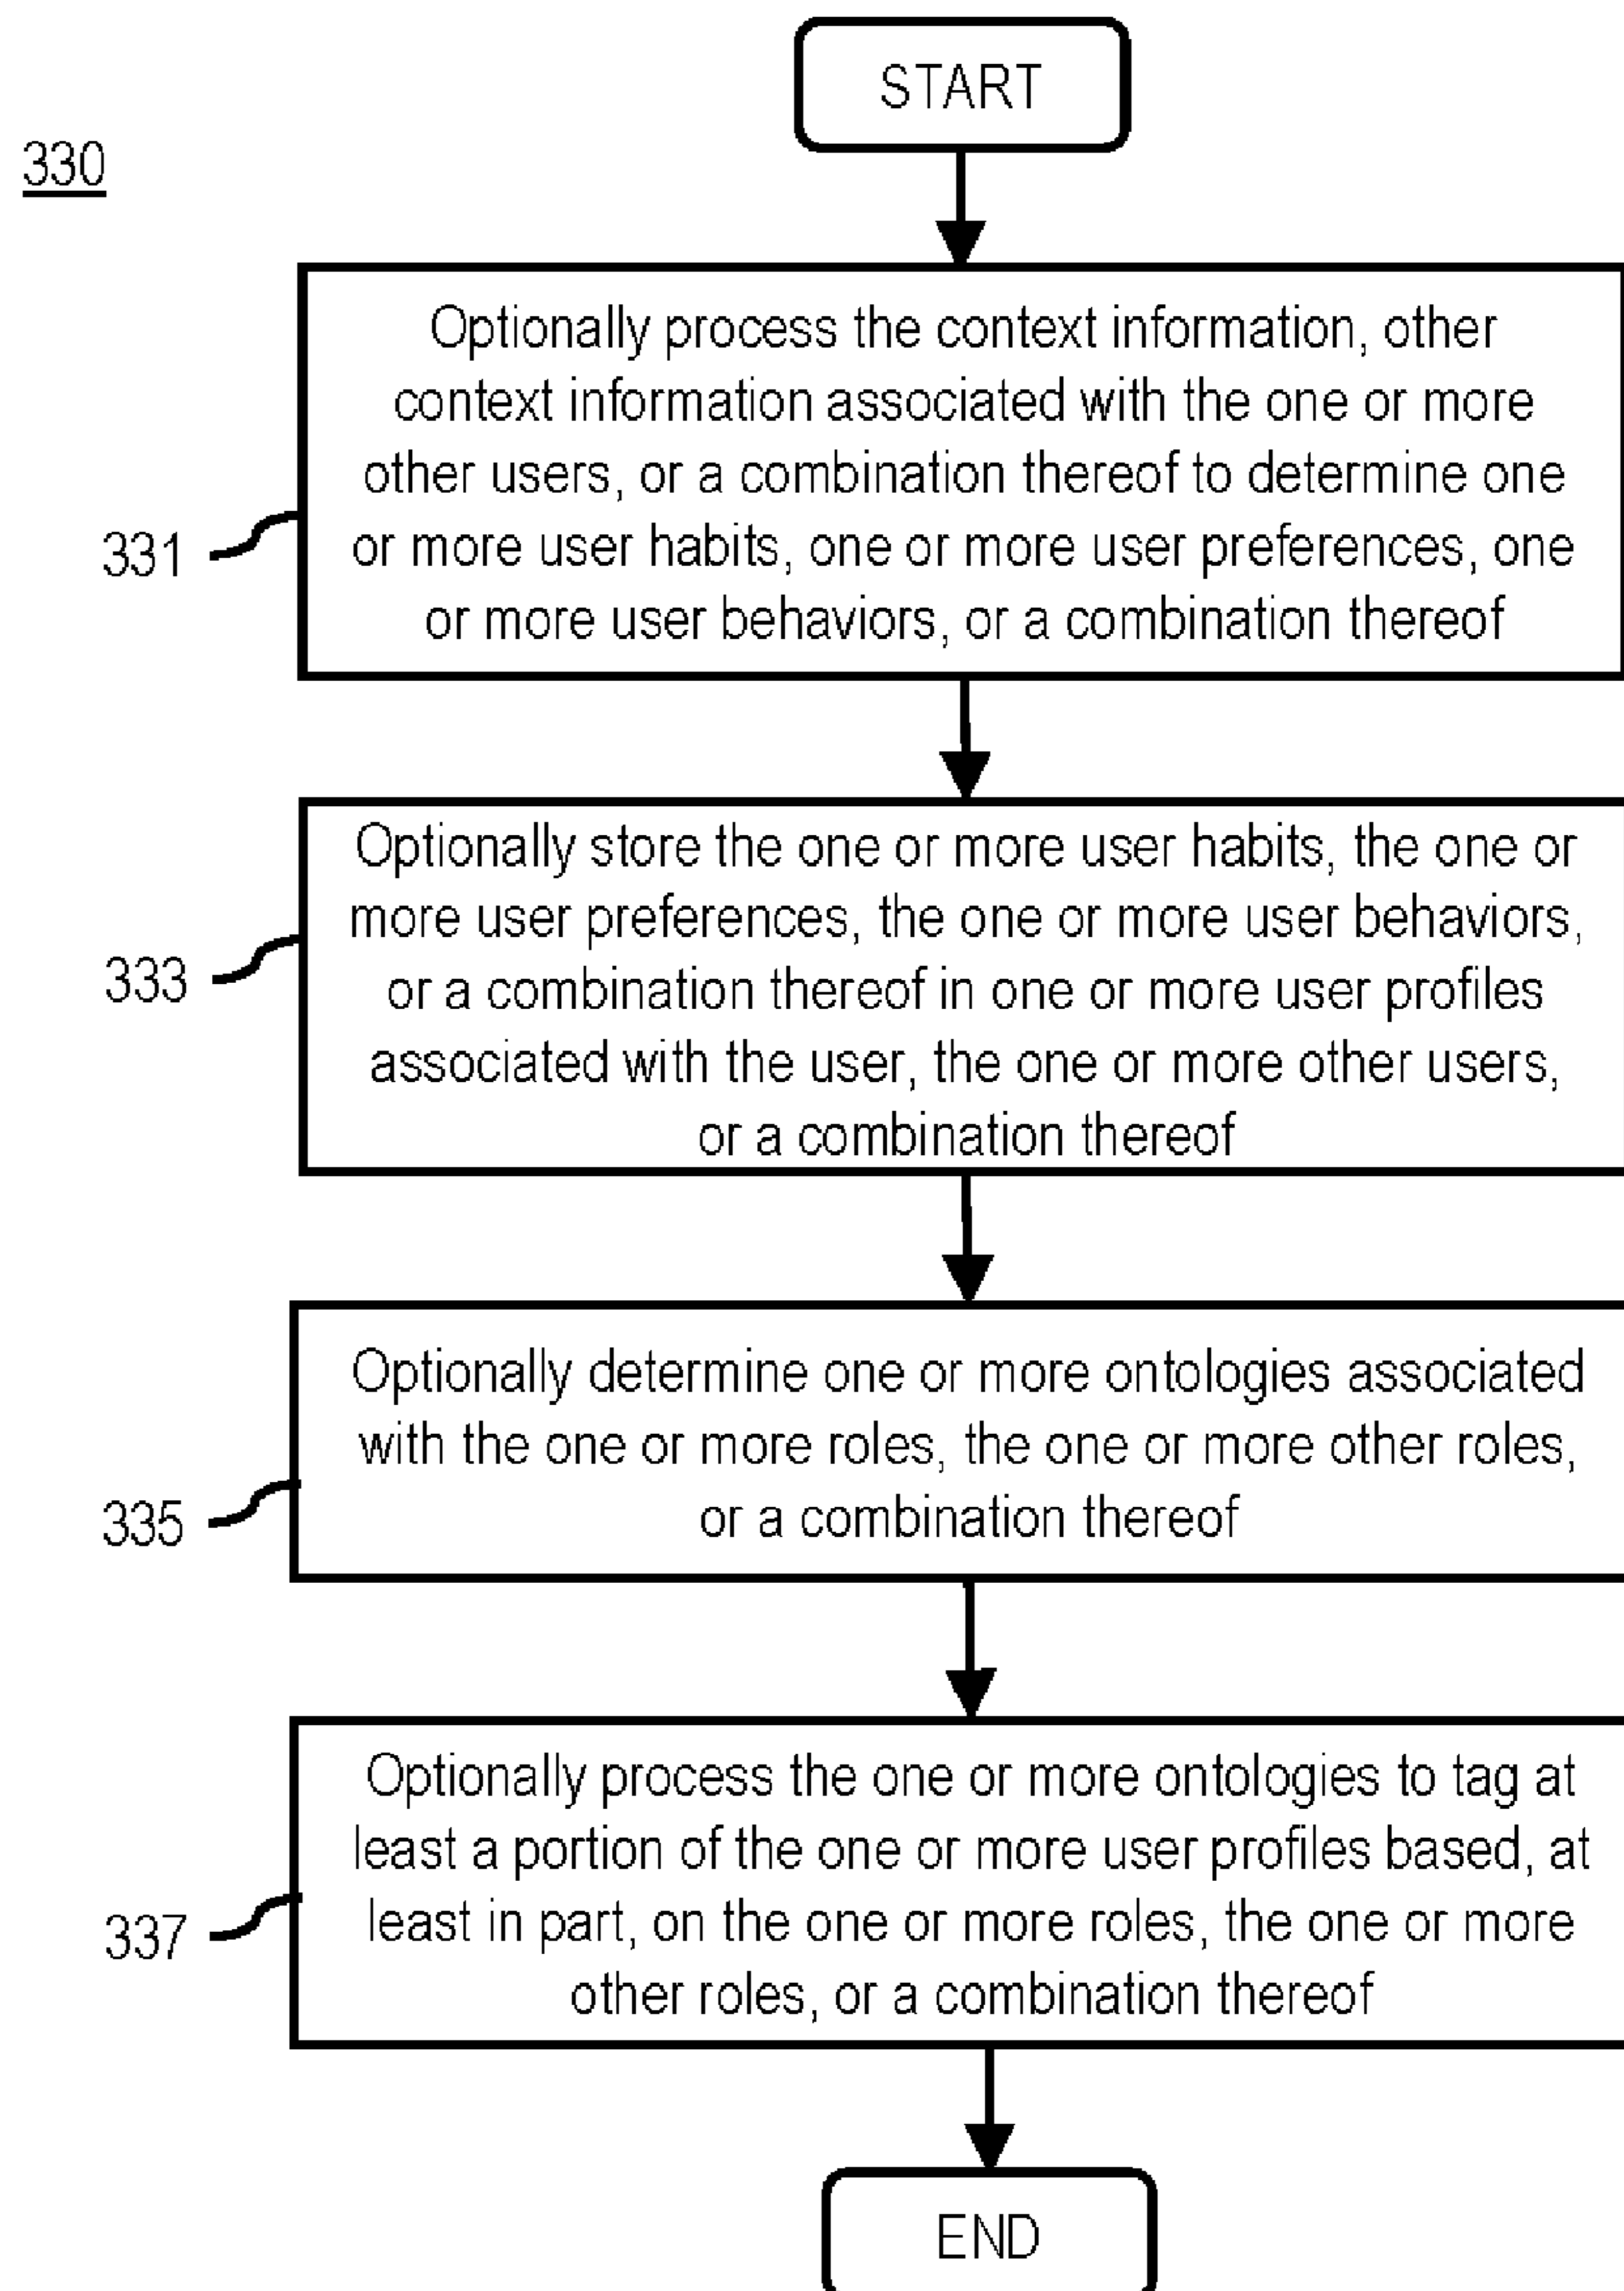 START
330
Optionally process the context information, other
context information associated with the one or more
other users, or a combination thereof to determine one
or more user habits, one or more user preferences, one
or more user behaviors, or a combination thereof
331
Optionally store the one or more user habits, the one or
more user preferences, the one or more user behaviors,
or a combination thereof in one or more user profiles
associated with the user, the one or more other users,
or a combination thereof
333
Optionally determine one or more ontologies associated
with the one or more roles, the one or more other roles,
or a combination thereof
335
Optionally process the one or more ontologies to tag at
least a portion of the one or more user profiles based, at
least in part, on the one or more roles, the one or more
other roles, or a combination thereof
337
END